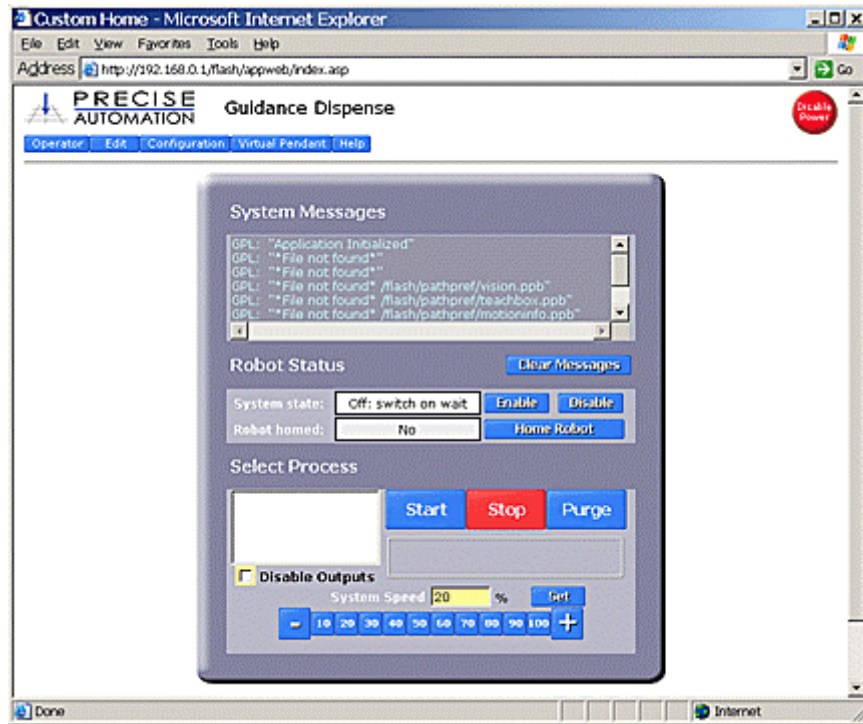 Custom Home - Microsoft Internet Explorer
File Edit View Favorites Tools Help
Address http://192.168.0.1/flash/appweb/index.asp Go
PRECISE AUTOMATION
Guidance Dispense
Disable Power
Operator Edit Configuration Virtual Pendant Help
System Messages
GPL: "Application Initialized"
GPL: "*File not found*"
GPL: "*File not found*"
GPL: "*File not found* /flash/pathpref/vision.ppb"
GPL: "*File not found* /flash/pathpref/teachbox.ppb"
GPL: "*File not found* /flash/pathpref/motioninfo.ppb"
Robot Status Clear Messages
System state: Off: switch on wait Enable Disable
Robot homed: No Home Robot
Select Process
Start Stop Purge
Disable Outputs
System Speed 20 % Set
- 10 20 30 40 50 60 70 80 90 100 +
Done Internet